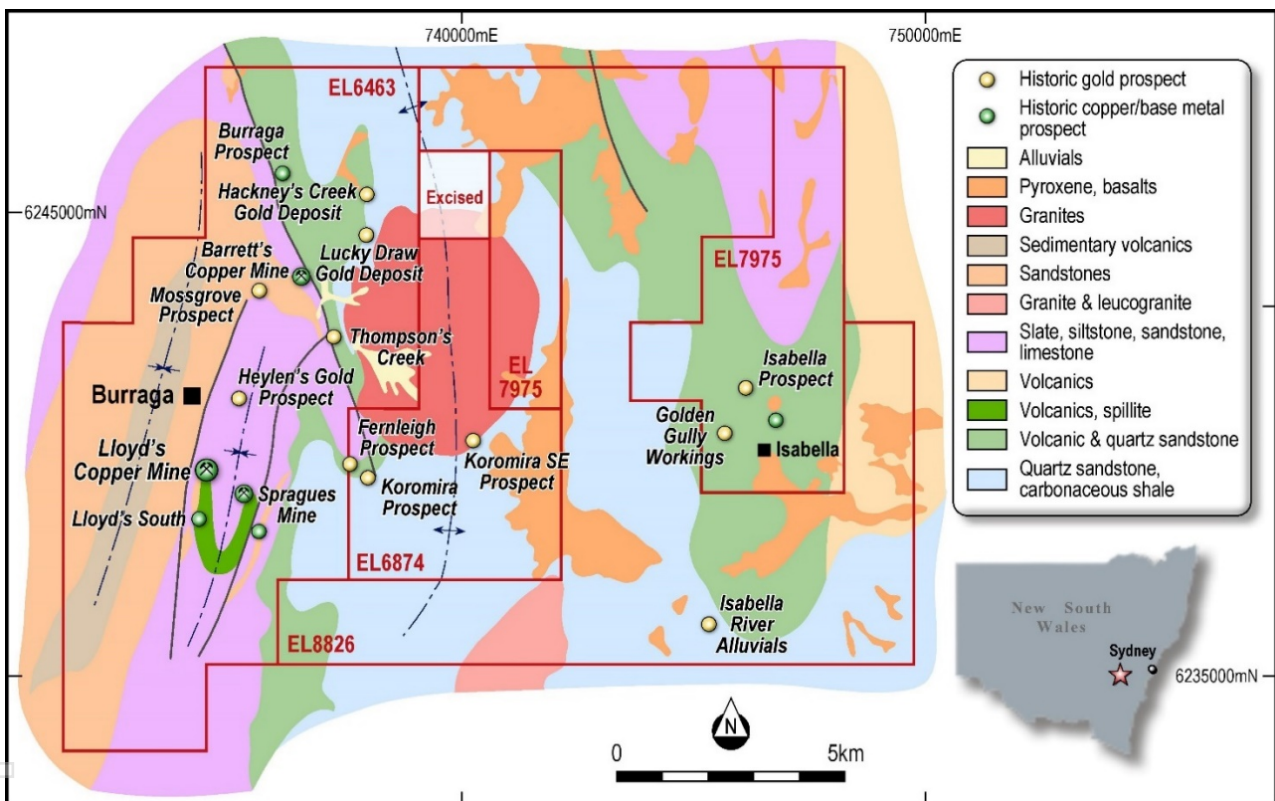 740000mE
750000mE
6245000mN
6235000mN
EL6463
Burraga
Prospect
Hackney's Creek
Gold Deposit
Excised
Barrett's
Copper Mine
Lucky Draw
Gold Deposit
Mossgrove
Prospect
EL7975
Thompson's
Creek
EL
7975
Isabella
Prospect
Burraga
Heylen's Gold
Prospect
Fernleigh
Prospect
Golden
Gully
Workings
Isabella
Lloyd's
Copper Mine
Koromira SE
Prospect
Koromira
Prospect
Spragues
Mine
Lloyd's South
EL6874
EL8826
Isabella
River
Alluvials
N
0
5km
Historic gold prospect
Historic copper/base metal
prospect
Alluvials
Pyroxene, basalts
Granites
Sedimentary volcanics
Sandstones
Granite & leucogranite
Slate, siltstone, sandstone,
limestone
Volcanics
Volcanics, spillite
Volcanic & quartz sandstone
Quartz sandstone,
carbonaceous shale
New South
Wales
Sydney